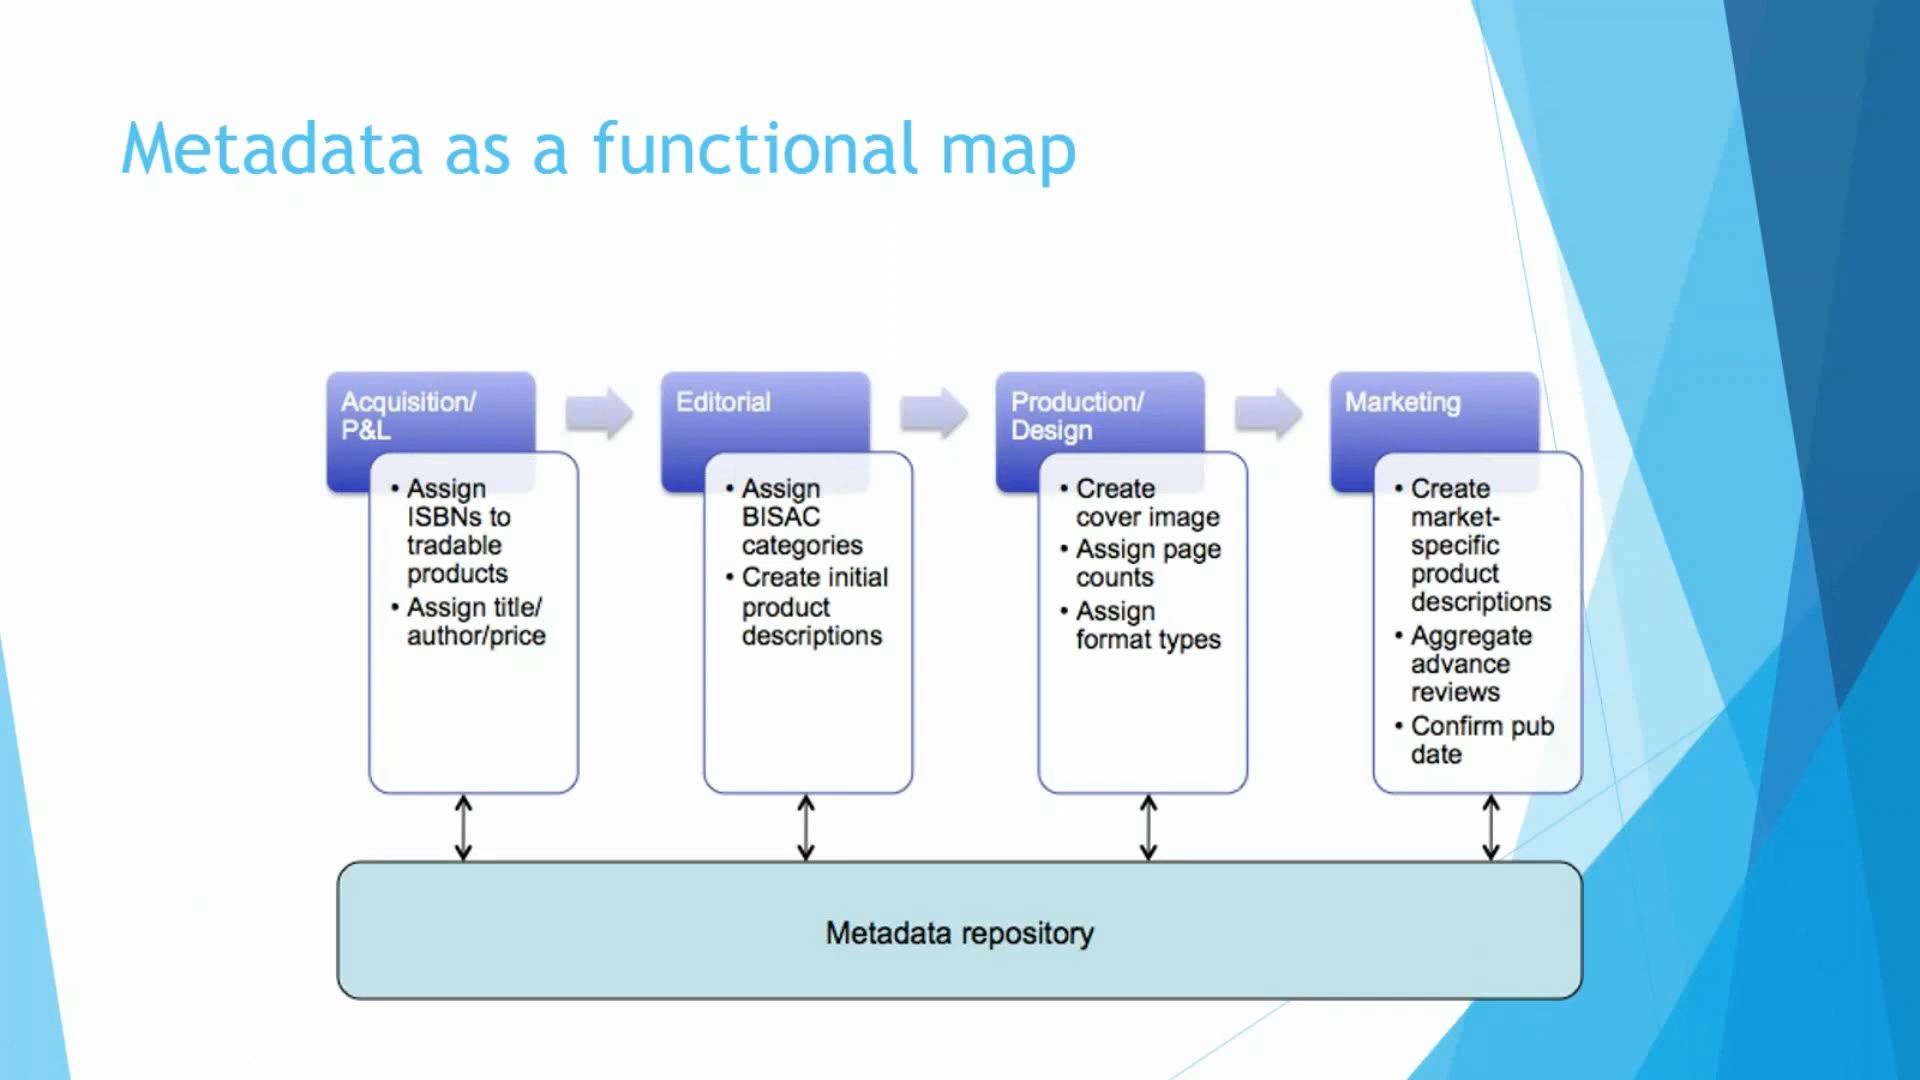 Metadata as a functional map
Acquisition/
P&L
• Assign
ISBNs to
tradable
products
• Assign title/
author/price
Editorial
• Assign
BISAC
categories
• Create initial
product
descriptions
Production/
Design
• Create
cover image
• Assign page
counts
• Assign
format types
Marketing
• Create
market-
specific
product
descriptions
• Aggregate
advance
reviews
• Confirm pub
date
Metadata repository